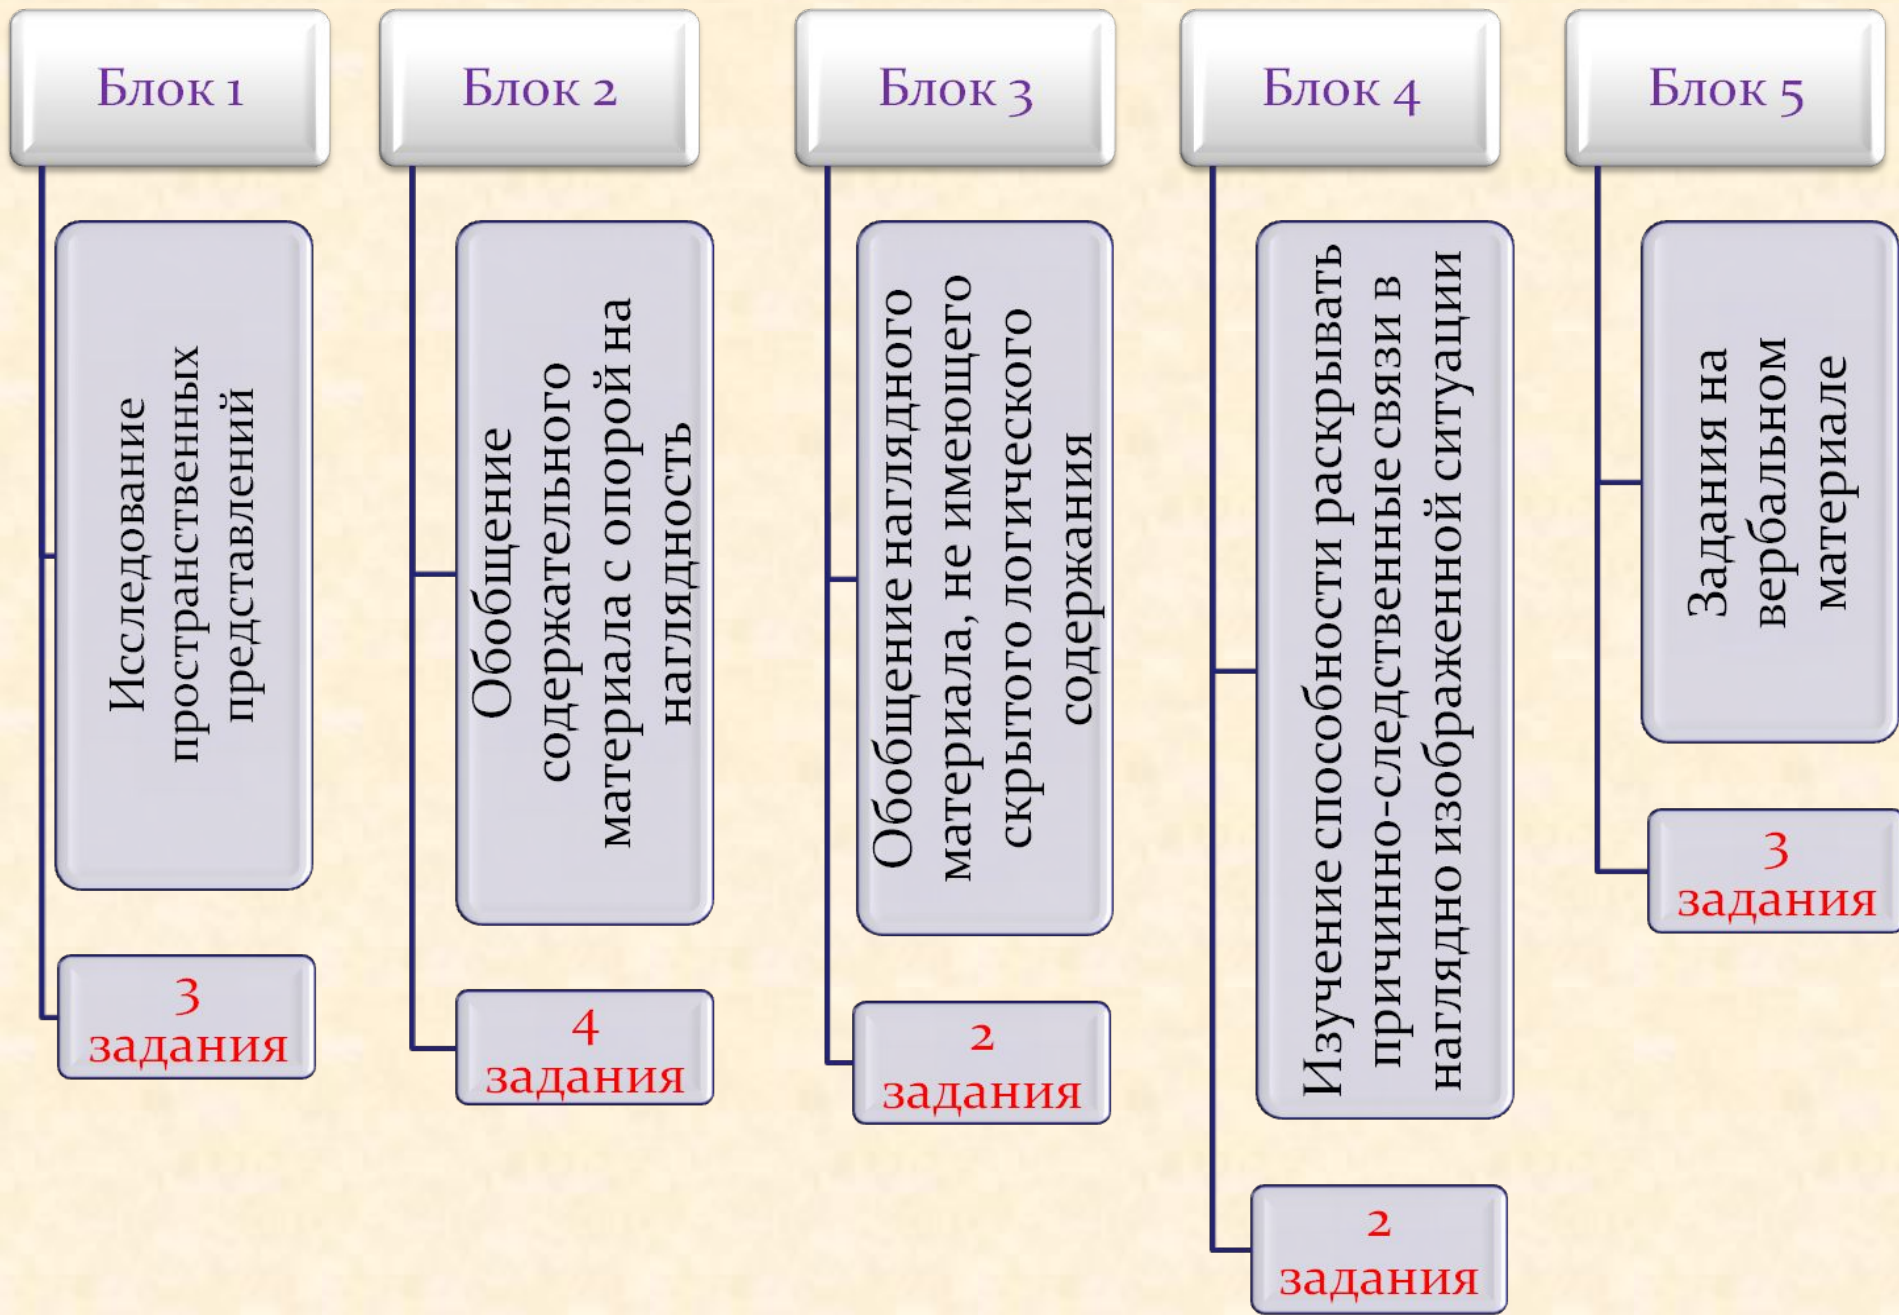 Блок 1
Исследование
пространственных
представлений
3
задания
Блок 2
Обобщение
содержательного
материала с опорой на
наглядность
4
задания
Блок 3
Обобщение наглядного
материала, не имеющего
скрытого логического
содержания
2
задания
Блок 4
Изучение способности раскрывать
причинно-следственные связи в
наглядно изображенной ситуации
2
задания
Блок 5
Задания на
вербальном
материале
3
задания